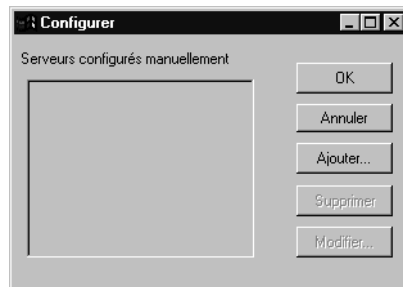 Configurer
Serveurs configurés manuellement
OK
Annuler
Ajouter...
Supprimer
Modifier...